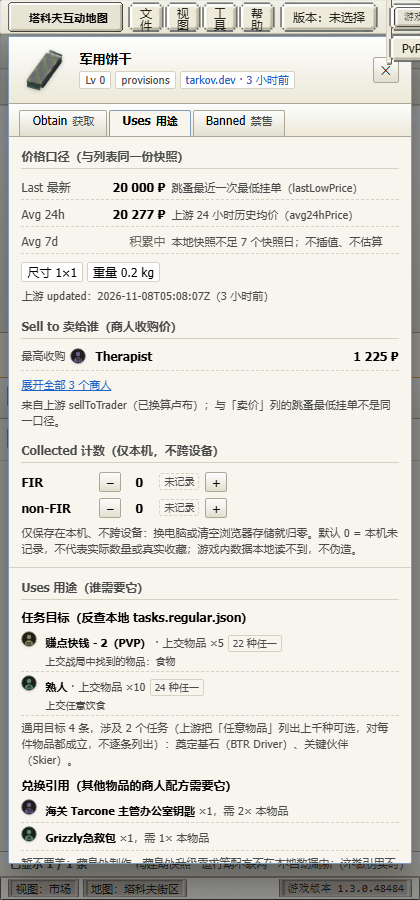 塔科夫互动地图
文件
视图
工具
帮助
版本：未选择
PvP
军用饼干
Lv 0
provisions
tarkov.dev · 3 小时前
Obtain 获取
Uses 用途
Banned 禁售
价格口径（与列表同一份快照）
Last 最新 20 000 ₽ 跳蚤最近一次最低挂单（lastLowPrice）
Avg 24h 20 277 ₽ 上游 24 小时历史均价（avg24hPrice）
Avg 7d 积累中 本地快照不足 7 个快照日；不插值、不估算
尺寸 1×1
重量 0.2 kg
上游 updated：2026-11-08T05:08:07Z（3 小时前）
Sell to 卖给谁（商人收购价）
最高收购 Therapist 1 225 ₽
展开全部 3 个商人
来自上游 sellToTrader（已换算卢布）；与「卖价」列的跳蚤最低挂单不是同
一口径。
Collected 计数（仅本机，不跨设备）
FIR − 0 未记录 +
non-FIR − 0 未记录 +
仅保存在本机、不跨设备：换电脑或清空浏览器存储就归零。默认 0 = 本机未
记录，不代表实际数量或真实收藏；游戏内数据本地读不到，不伪造。
Uses 用途（谁需要它）
任务目标（反查本地 tasks.regular.json）
赚点快钱 - 2（PVP） · 上交物品 ×5 22 种任一
上交战局中找到的物品：食物
熟人 · 上交物品 ×10 24 种任一
上交任意饮食
通用目标 4 条，涉及 2 个任务（上游把「任意物品」列出上千种可选，对每
件物品都成立，不逐条列出）：奠定基石（BTR Driver）、关键伙伴
（Skier）。
兑换引用（其他物品的商人配方需要它）
海关 Tarcone 主管办公室钥匙 ×1，需 2× 本物品
Grizzly急救包 ×1，需 1× 本物品
视图：市场
地图：塔科夫街区
游戏版本 1.3.0.48484